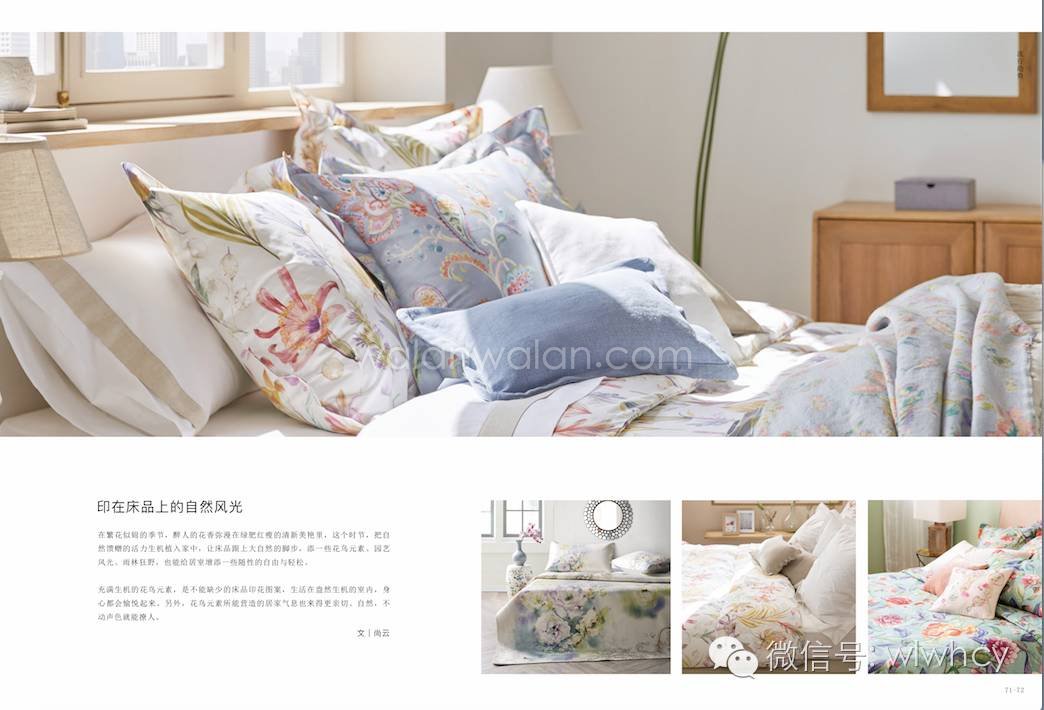 walanwalan.com
印在床品上的自然风光
在繁花似锦的季节,醉人的花香弥漫在绿肥红瘦的清新美艳里,这个时节,把自
然馈赠的活力生机植入家中,让床品跟上大自然的脚步,添一些花鸟元素、园艺
风光、雨林狂野,也能给居室增添一些随性的自由与轻松。
充满生机的花鸟元素,是不能缺少的床品印花图案,生活在盎然生机的室内,身
心都会愉悦起来。另外,花鸟元素所能营造的居家气息也来得更亲切、自然,不
动声色就能撩人。
文｜尚云
微信号: wlwhcy
71-72